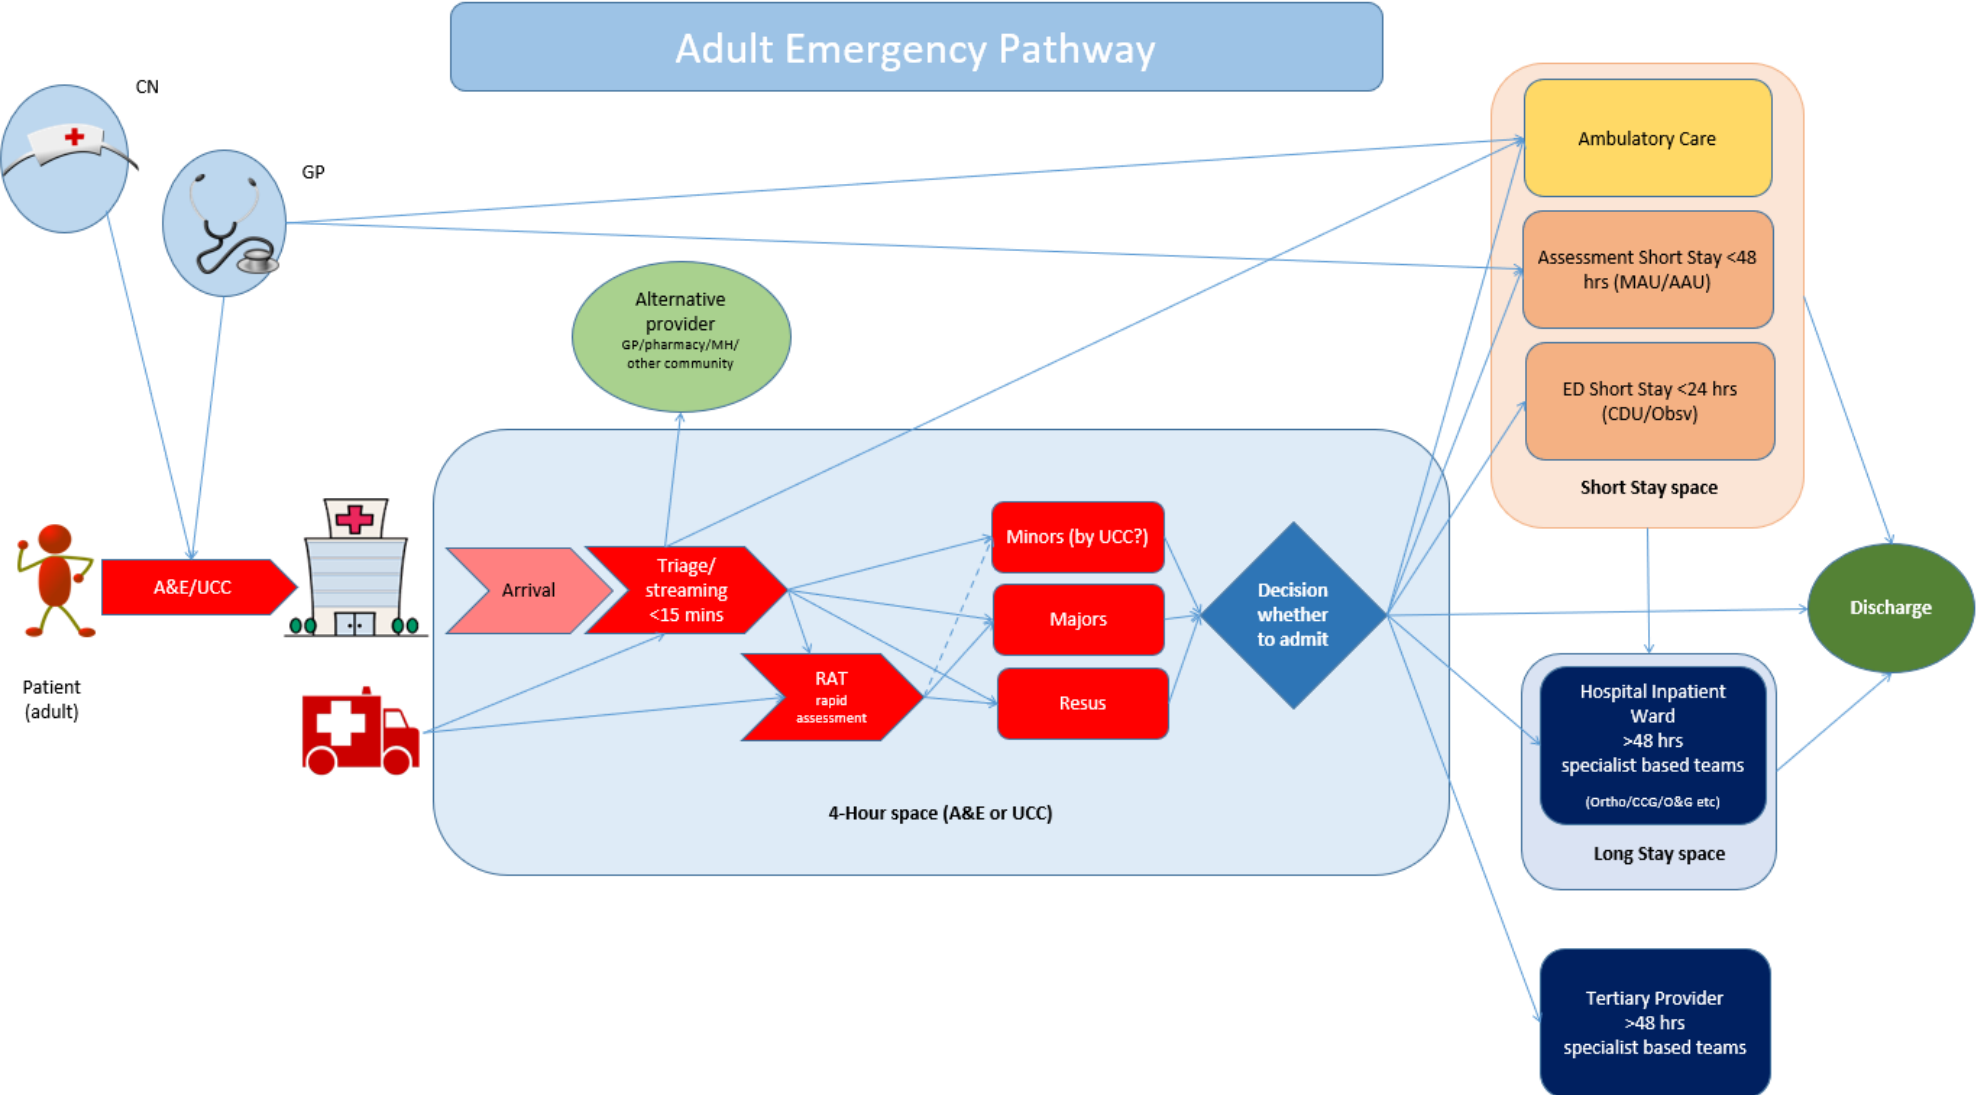 Adult Emergency Pathway
CN
GP
Ambulatory Care
Assessment Short Stay <48
hrs (MAU/AAU)
ED Short Stay <24 hrs
(CDU/Obsv)
Short Stay space
Alternative
provider
GP/pharmacy/MH/
other community
A&E/UCC
Patient
(adult)
Arrival
Triage/
streaming
<15 mins
RAT
rapid
assessment
Minors (by UCC?)
Majors
Resus
Decision
whether
to admit
4-Hour space (A&E or UCC)
Discharge
Hospital Inpatient
Ward
>48 hrs
specialist based teams
(Ortho/CCG/O&G etc)
Long Stay space
Tertiary Provider
>48 hrs
specialist based teams